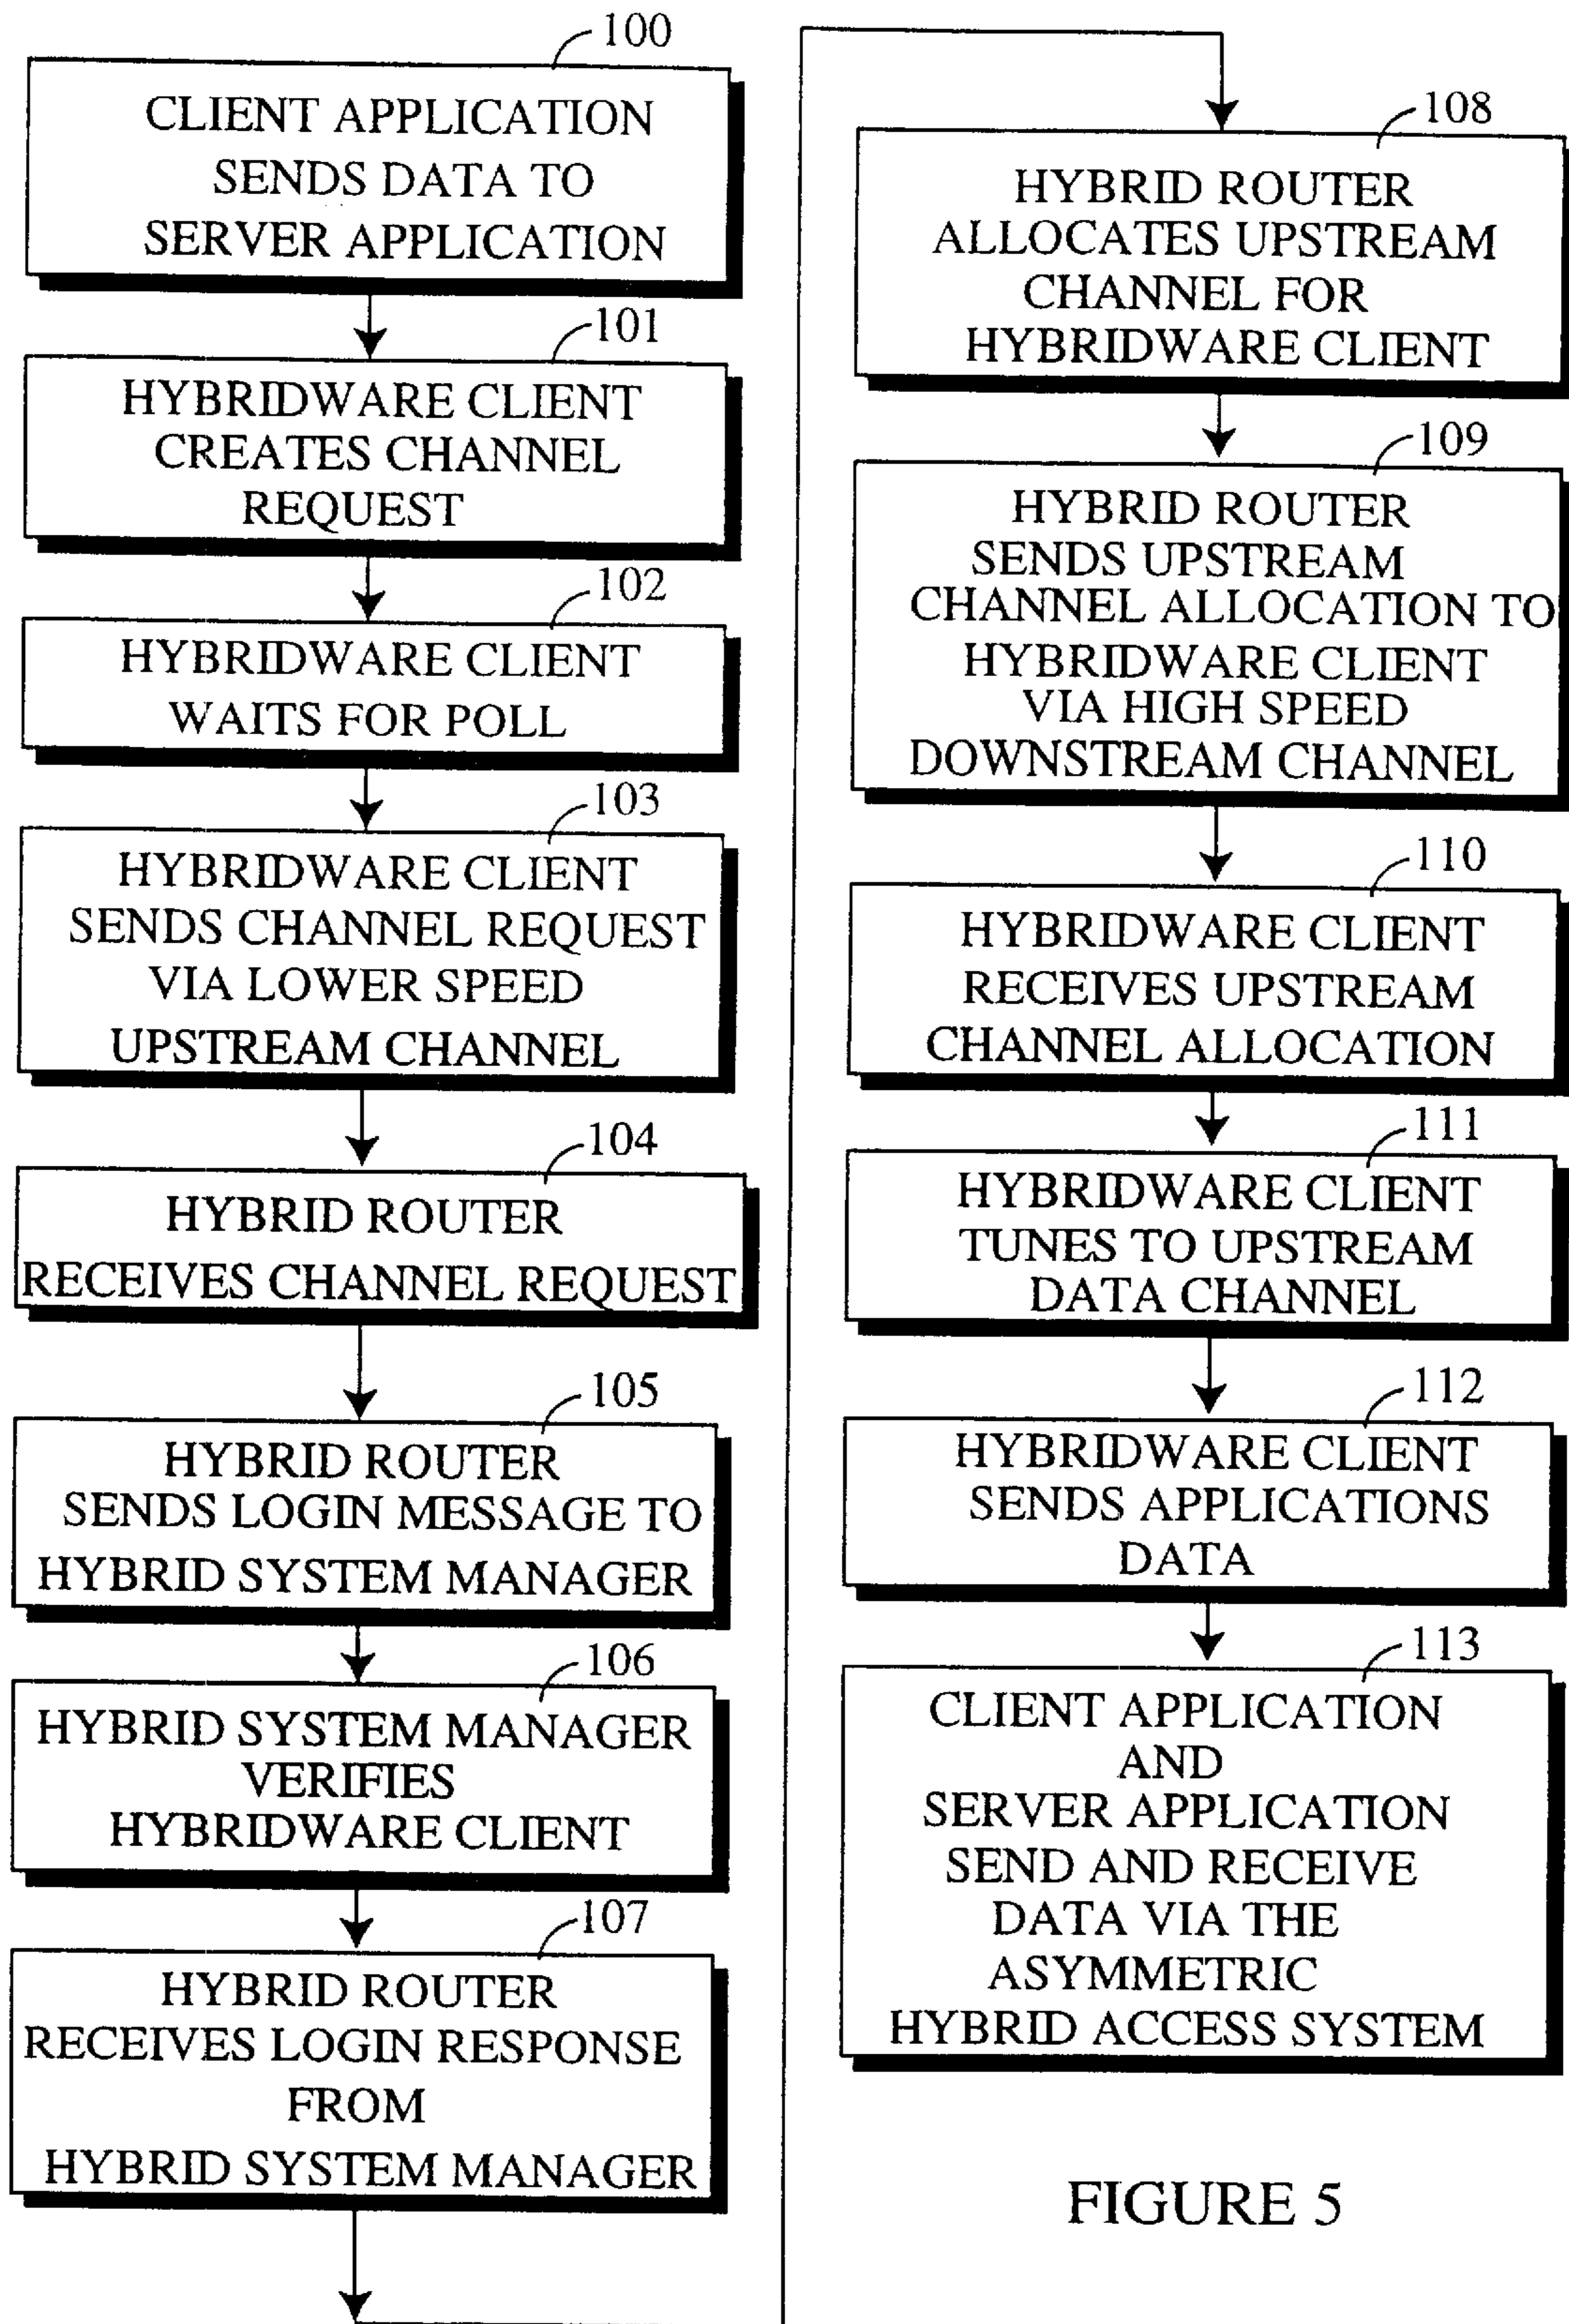 100
CLIENT APPLICATION
SENDS DATA TO
SERVER APPLICATION
101
HYBRIDWARE CLIENT
CREATES CHANNEL
REQUEST
102
HYBRIDWARE CLIENT
WAITS FOR POLL
103
HYBRIDWARE CLIENT
SENDS CHANNEL REQUEST
VIA LOWER SPEED
UPSTREAM CHANNEL
104
HYBRID ROUTER
RECEIVES CHANNEL REQUEST
105
HYBRID ROUTER
SENDS LOGIN MESSAGE TO
HYBRID SYSTEM MANAGER
106
HYBRID SYSTEM MANAGER
VERIFIES
HYBRIDWARE CLIENT
107
HYBRID ROUTER
RECEIVES LOGIN RESPONSE
FROM
HYBRID SYSTEM MANAGER
108
HYBRID ROUTER
ALLOCATES UPSTREAM
CHANNEL FOR
HYBRIDWARE CLIENT
109
HYBRID ROUTER
SENDS UPSTREAM
CHANNEL ALLOCATION TO
HYBRIDWARE CLIENT
VIA HIGH SPEED
DOWNSTREAM CHANNEL
110
HYBRIDWARE CLIENT
RECEIVES UPSTREAM
CHANNEL ALLOCATION
111
HYBRIDWARE CLIENT
TUNES TO UPSTREAM
DATA CHANNEL
112
HYBRIDWARE CLIENT
SENDS APPLICATIONS
DATA
113
CLIENT APPLICATION
AND
SERVER APPLICATION
SEND AND RECEIVE
DATA VIA THE
ASYMMETRIC
HYBRID ACCESS SYSTEM
FIGURE 5